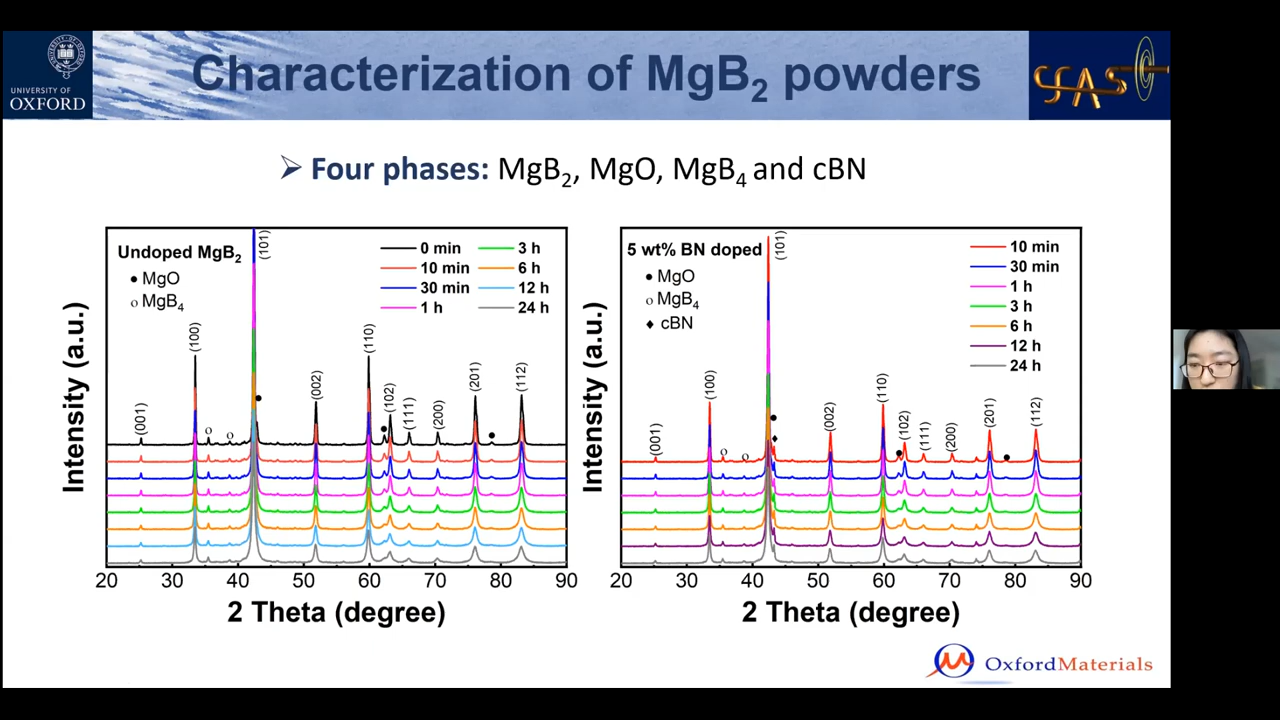 UNIVERSITY OF
OXFORD
Characterization of MgB2 powders
SFAST
➢ Four phases: MgB2, MgO, MgB4 and cBN
Undoped MgB2
● MgO
○ MgB4
0 min
10 min
30 min
1 h
3 h
6 h
12 h
24 h
(001)
(100)
(101)
(002)
(110)
(102)
(111)
(200)
(201)
(112)
Intensity (a.u.)
20 30 40 50 60 70 80 90
2 Theta (degree)
5 wt% BN doped
● MgO
○ MgB4
♦ cBN
10 min
30 min
1 h
3 h
6 h
12 h
24 h
(001)
(100)
(101)
(002)
(110)
(102)
(111)
(200)
(201)
(112)
Intensity (a.u.)
20 30 40 50 60 70 80 90
2 Theta (degree)
OxfordMaterials